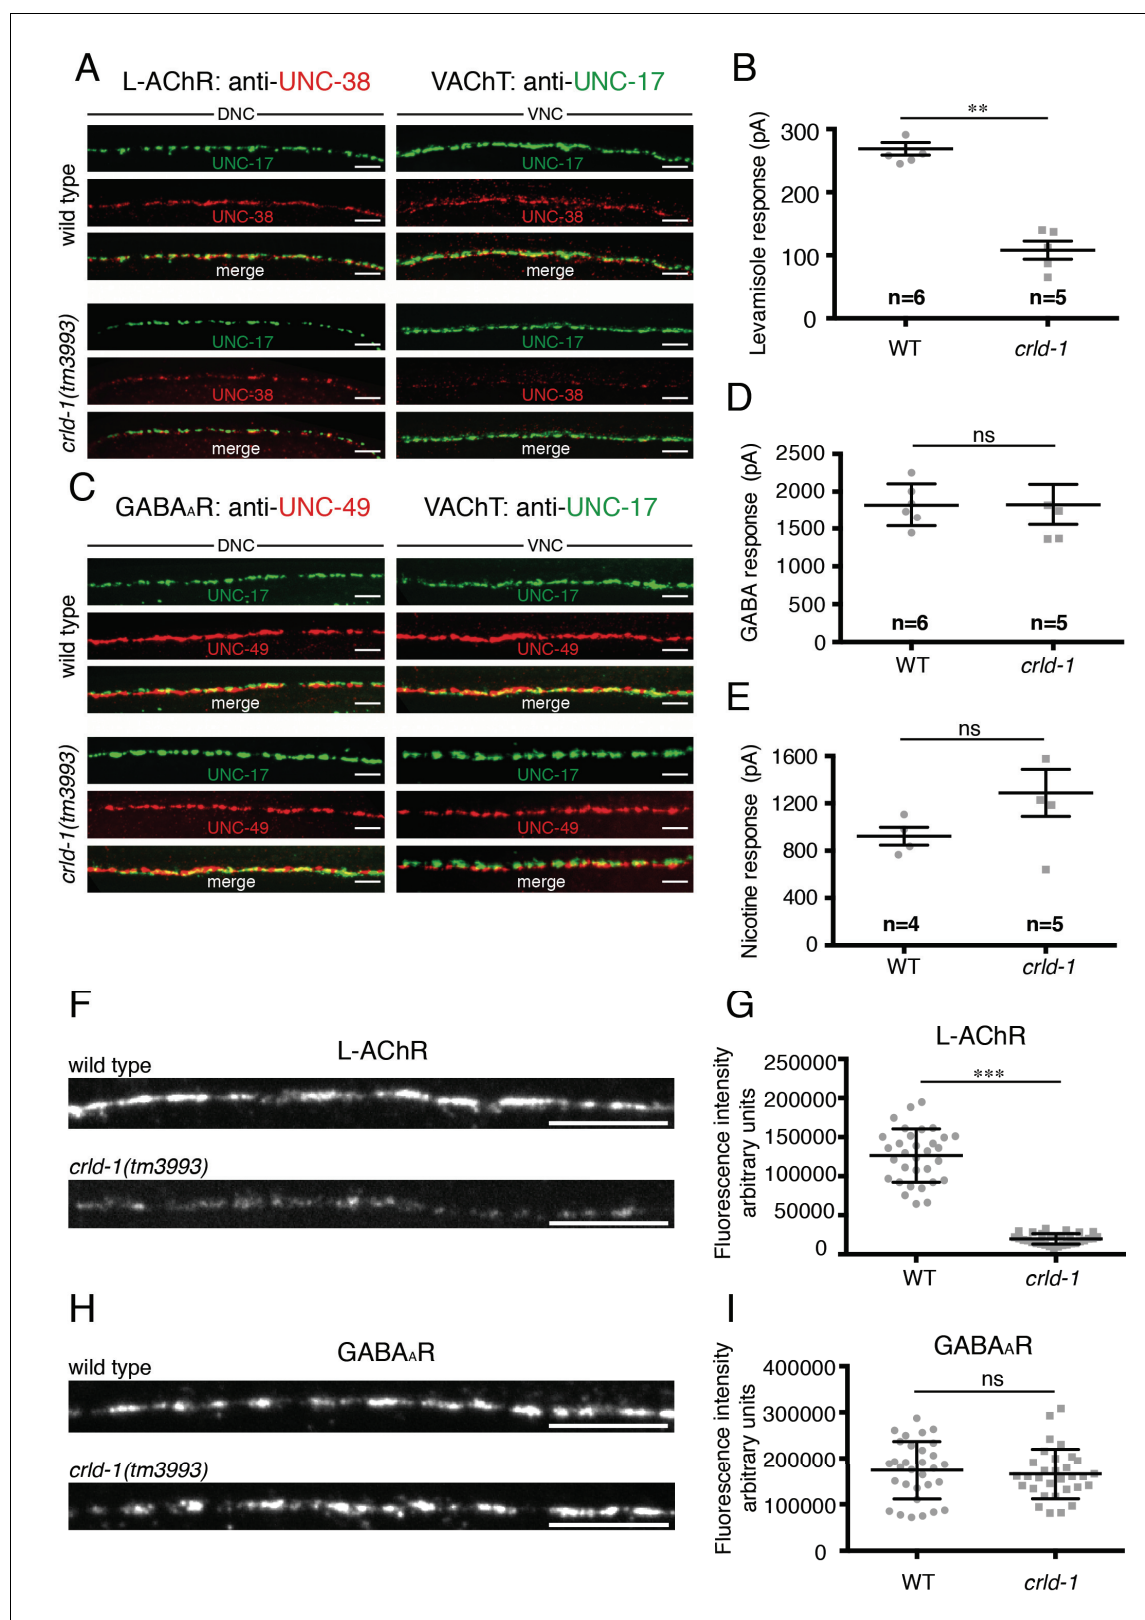 A
L-AChR: anti-UNC-38
VAChT: anti-UNC-17
DNC
VNC
wild type
UNC-17
UNC-17
UNC-38
UNC-38
merge
merge
crld-1(tm3993)
UNC-17
UNC-17
UNC-38
UNC-38
merge
merge
B
Levamisole response (pA)
300
200
100
0
**
n=6
n=5
WT
crld-1
C
GABAAR: anti-UNC-49
VAChT: anti-UNC-17
DNC
VNC
wild type
UNC-17
UNC-17
UNC-49
UNC-49
merge
merge
crld-1(tm3993)
UNC-17
UNC-17
UNC-49
UNC-49
merge
merge
D
GABA response (pA)
2500
2000
1500
1000
500
0
ns
n=6
n=5
WT
crld-1
E
Nicotine response (pA)
1600
1200
800
400
0
ns
n=4
n=5
WT
crld-1
F
L-AChR
wild type
crld-1(tm3993)
G
L-AChR
Fluorescence intensity
arbitrary units
250000
200000
150000
100000
50000
0
***
WT
crld-1
H
GABAAR
wild type
crld-1(tm3993)
I
GABAAR
Fluorescence intensity
arbitrary units
400000
300000
200000
100000
0
ns
WT
crld-1